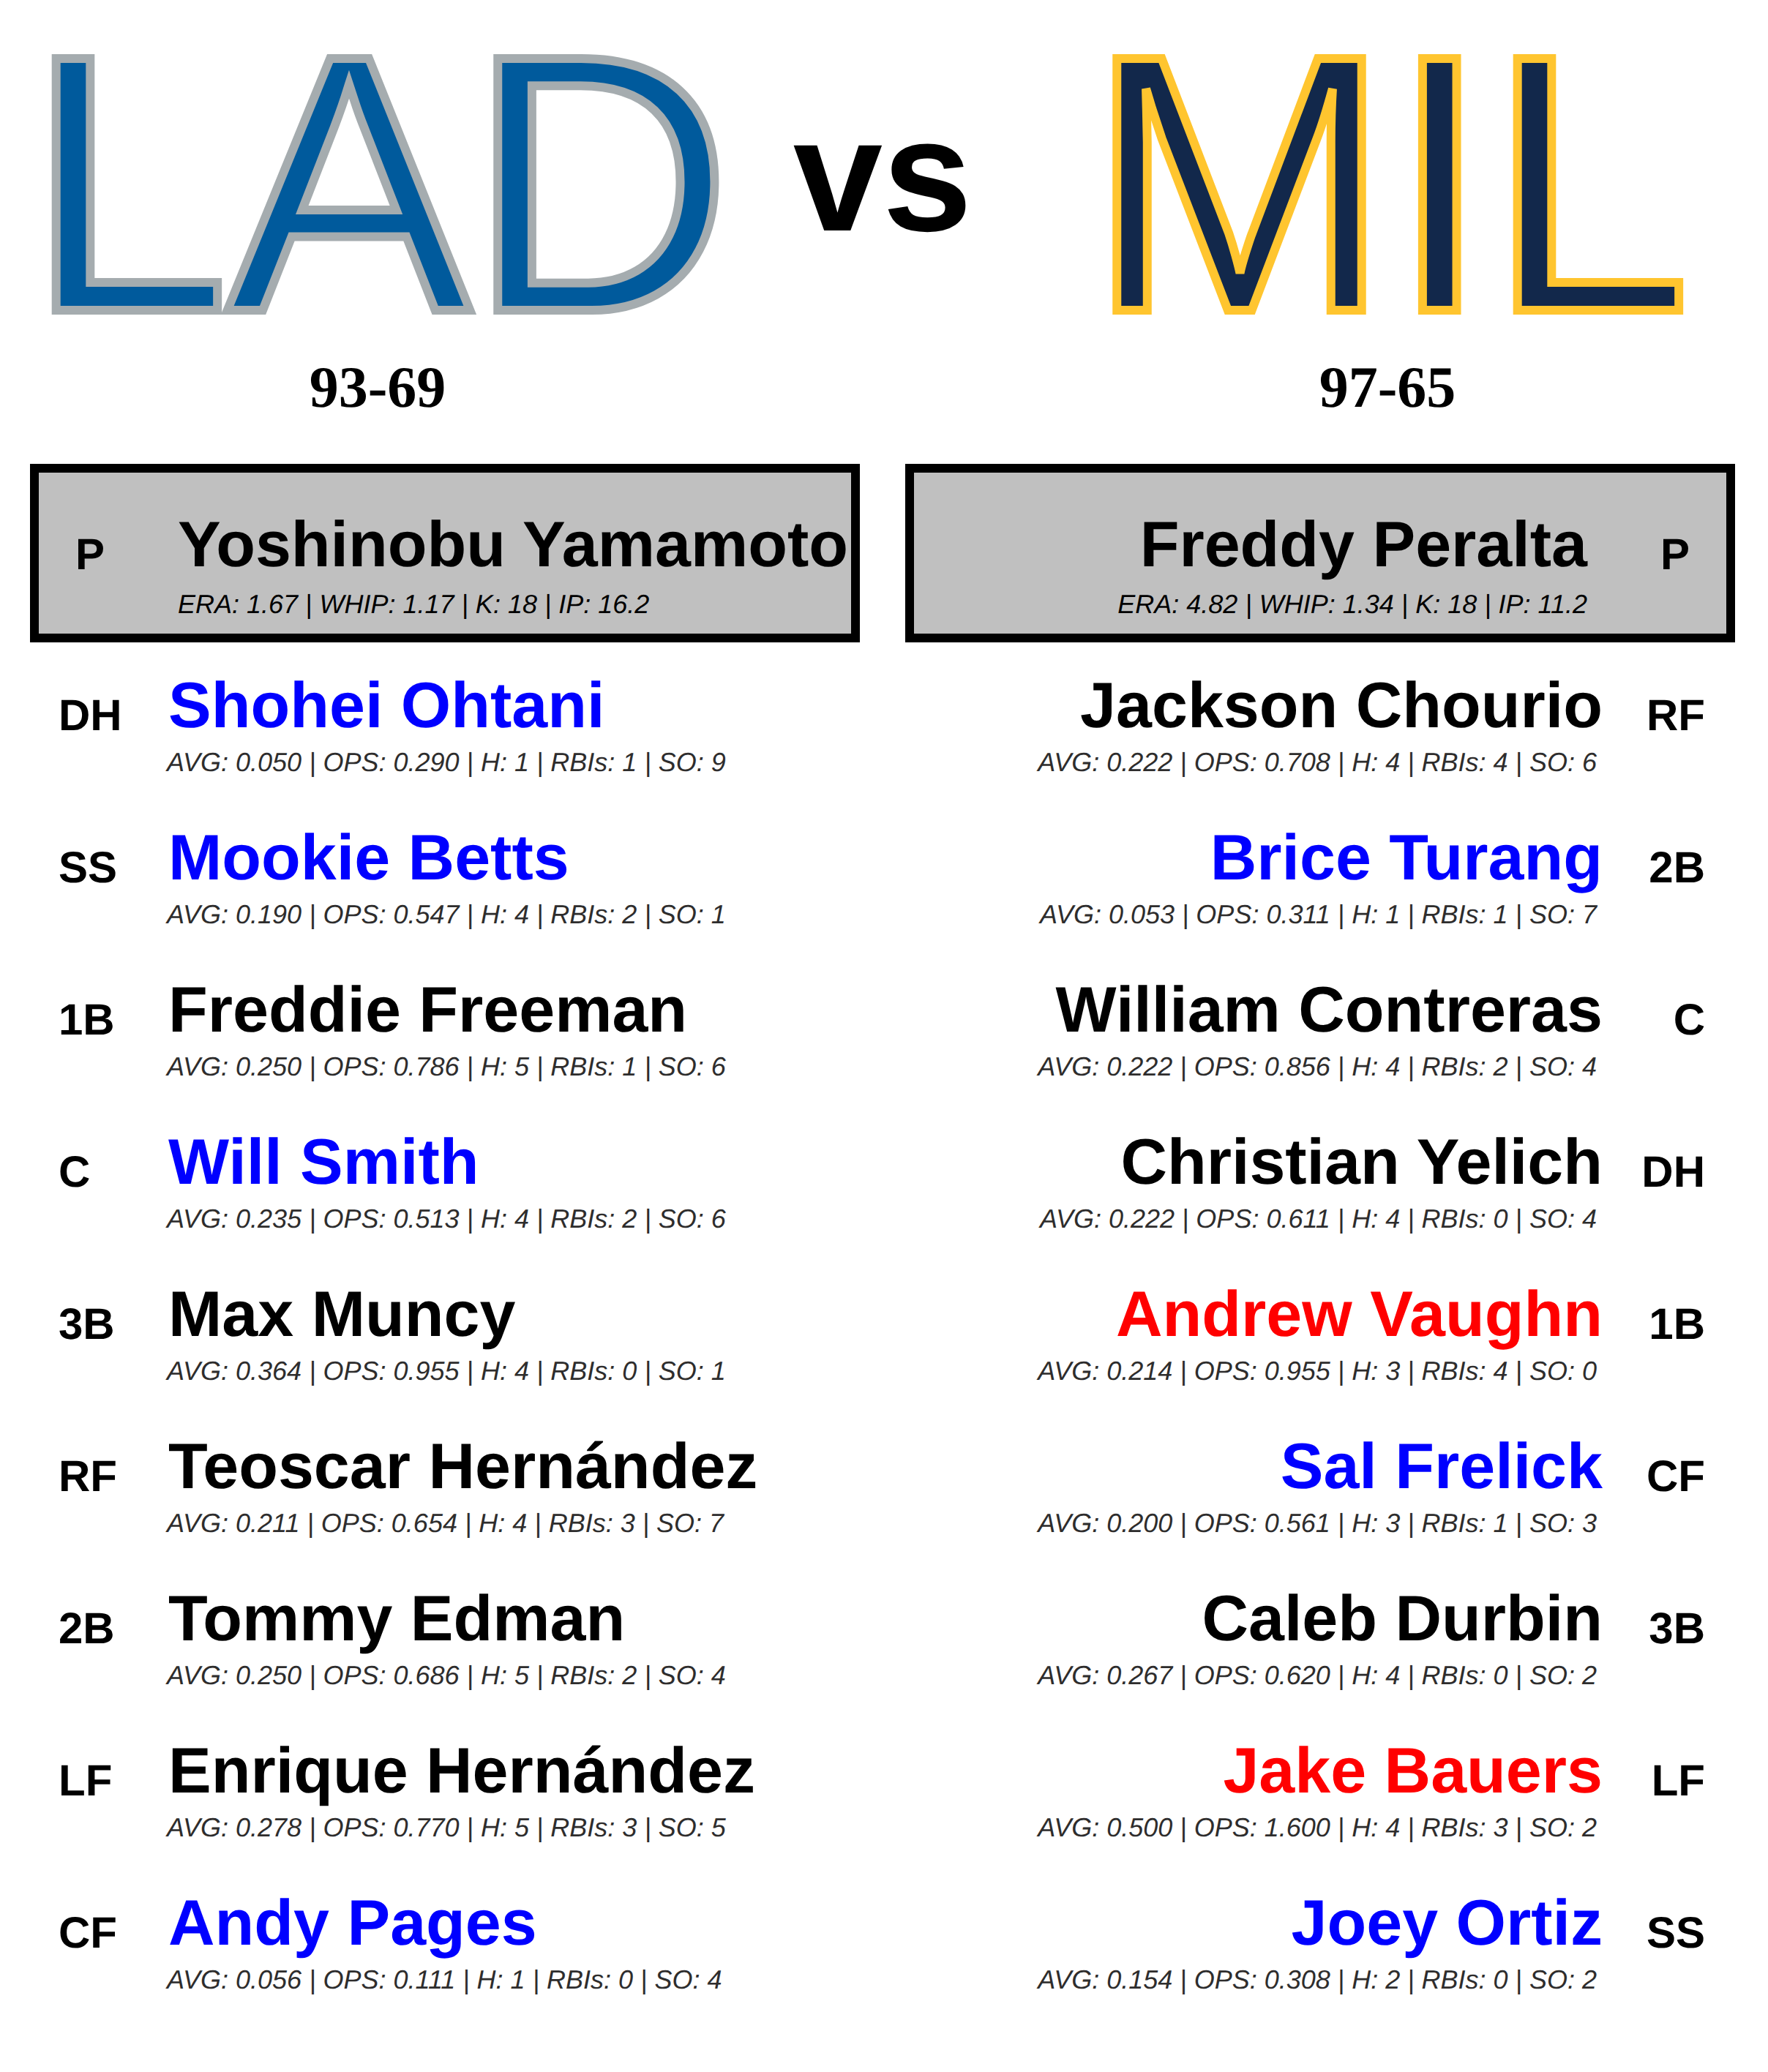 LAD vs MIL
93-69
97-65
P Yoshinobu Yamamoto
ERA: 1.67 | WHIP: 1.17 | K: 18 | IP: 16.2
Freddy Peralta P
ERA: 4.82 | WHIP: 1.34 | K: 18 | IP: 11.2
DH Shohei Ohtani
AVG: 0.050 | OPS: 0.290 | H: 1 | RBIs: 1 | SO: 9
SS Mookie Betts
AVG: 0.190 | OPS: 0.547 | H: 4 | RBIs: 2 | SO: 1
1B Freddie Freeman
AVG: 0.250 | OPS: 0.786 | H: 5 | RBIs: 1 | SO: 6
C Will Smith
AVG: 0.235 | OPS: 0.513 | H: 4 | RBIs: 2 | SO: 6
3B Max Muncy
AVG: 0.364 | OPS: 0.955 | H: 4 | RBIs: 0 | SO: 1
RF Teoscar Hernández
AVG: 0.211 | OPS: 0.654 | H: 4 | RBIs: 3 | SO: 7
2B Tommy Edman
AVG: 0.250 | OPS: 0.686 | H: 5 | RBIs: 2 | SO: 4
LF Enrique Hernández
AVG: 0.278 | OPS: 0.770 | H: 5 | RBIs: 3 | SO: 5
CF Andy Pages
AVG: 0.056 | OPS: 0.111 | H: 1 | RBIs: 0 | SO: 4
Jackson Chourio RF
AVG: 0.222 | OPS: 0.708 | H: 4 | RBIs: 4 | SO: 6
Brice Turang 2B
AVG: 0.053 | OPS: 0.311 | H: 1 | RBIs: 1 | SO: 7
William Contreras C
AVG: 0.222 | OPS: 0.856 | H: 4 | RBIs: 2 | SO: 4
Christian Yelich DH
AVG: 0.222 | OPS: 0.611 | H: 4 | RBIs: 0 | SO: 4
Andrew Vaughn 1B
AVG: 0.214 | OPS: 0.955 | H: 3 | RBIs: 4 | SO: 0
Sal Frelick CF
AVG: 0.200 | OPS: 0.561 | H: 3 | RBIs: 1 | SO: 3
Caleb Durbin 3B
AVG: 0.267 | OPS: 0.620 | H: 4 | RBIs: 0 | SO: 2
Jake Bauers LF
AVG: 0.500 | OPS: 1.600 | H: 4 | RBIs: 3 | SO: 2
Joey Ortiz SS
AVG: 0.154 | OPS: 0.308 | H: 2 | RBIs: 0 | SO: 2